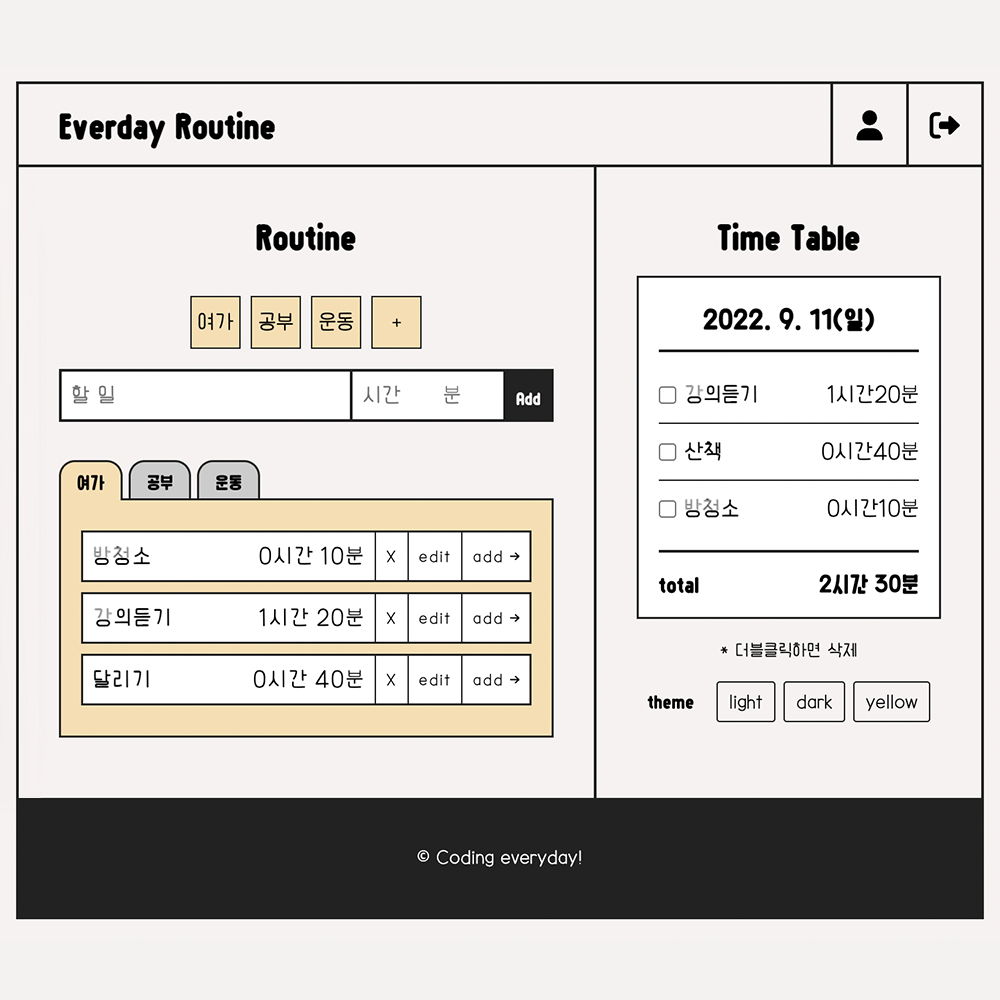 Everday Routine
Routine
여가 공부 운동 +
할 일 시간 분 Add
여가 공부 운동
방청소 0시간 10분 X edit add →
강의듣기 1시간 20분 X edit add →
달리기 0시간 40분 X edit add →
Time Table
2022. 9. 11(일)
강의듣기 1시간20분
산책 0시간40분
방청소 0시간10분
total 2시간 30분
* 더블클릭하면 삭제
theme light dark yellow
© Coding everyday!